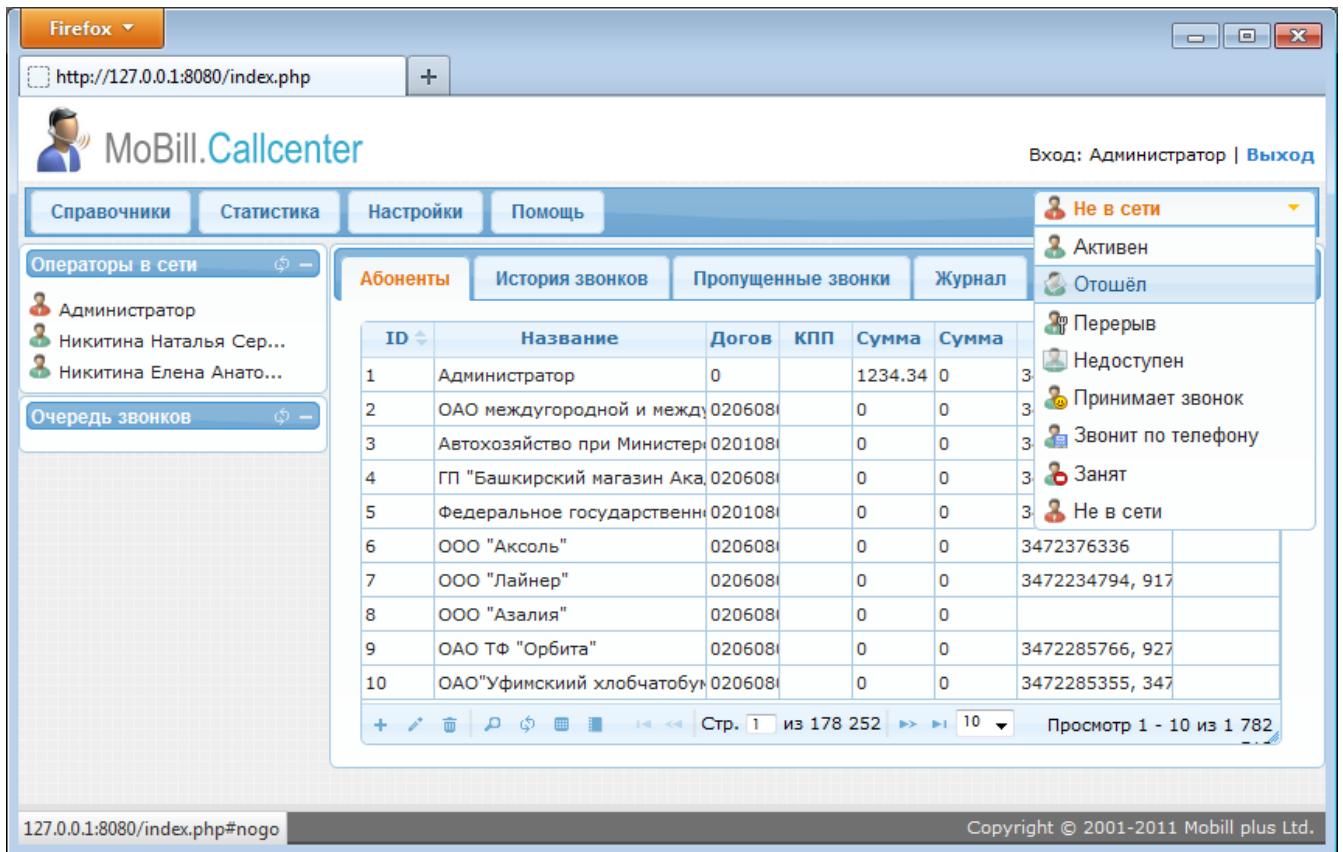 Firefox
http://127.0.0.1:8080/index.php
MoBill.Callcenter
Вход: Администратор | Выход
Справочники Статистика Настройки Помощь
Не в сети
Активен
Отошёл
Перерыв
Недоступен
Принимает звонок
Звонит по телефону
Занят
Не в сети
Операторы в сети
Администратор
Никитина Наталья Сер...
Никитина Елена Анато...
Очередь звонков
Абоненты История звонков Пропущенные звонки Журнал
ID Название Догов КПП Сумма Сумма
1 Администратор 0 1234.34 0 3
2 ОАО междугородной и между 020608 0 0 3
3 Автохозяйство при Министер 020108 0 0 3
4 ГП "Башкирский магазин Ака 020608 0 0 3
5 Федеральное государственн 020108 0 0 3
6 ООО "Аксоль" 020608 0 0 3472376336
7 ООО "Лайнер" 020608 0 0 3472234794, 917
8 ООО "Азалия" 020608 0 0
9 ОАО ТФ "Орбита" 020608 0 0 3472285766, 927
10 ОАО"Уфимскиий хлобчатобум 020608 0 0 3472285355, 347
Стр. 1 из 178 252 10 Просмотр 1 - 10 из 1 782
127.0.0.1:8080/index.php#nogo
Copyright © 2001-2011 Mobill plus Ltd.